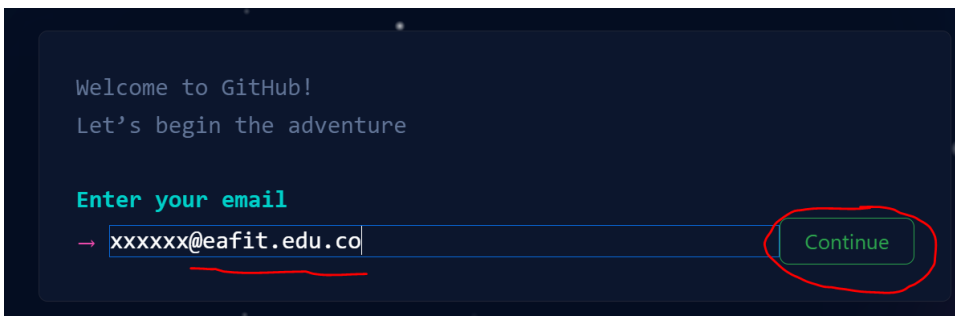 Welcome to GitHub!
Let’s begin the adventure
Enter your email
→ xxxxxx@eafit.edu.co Continue